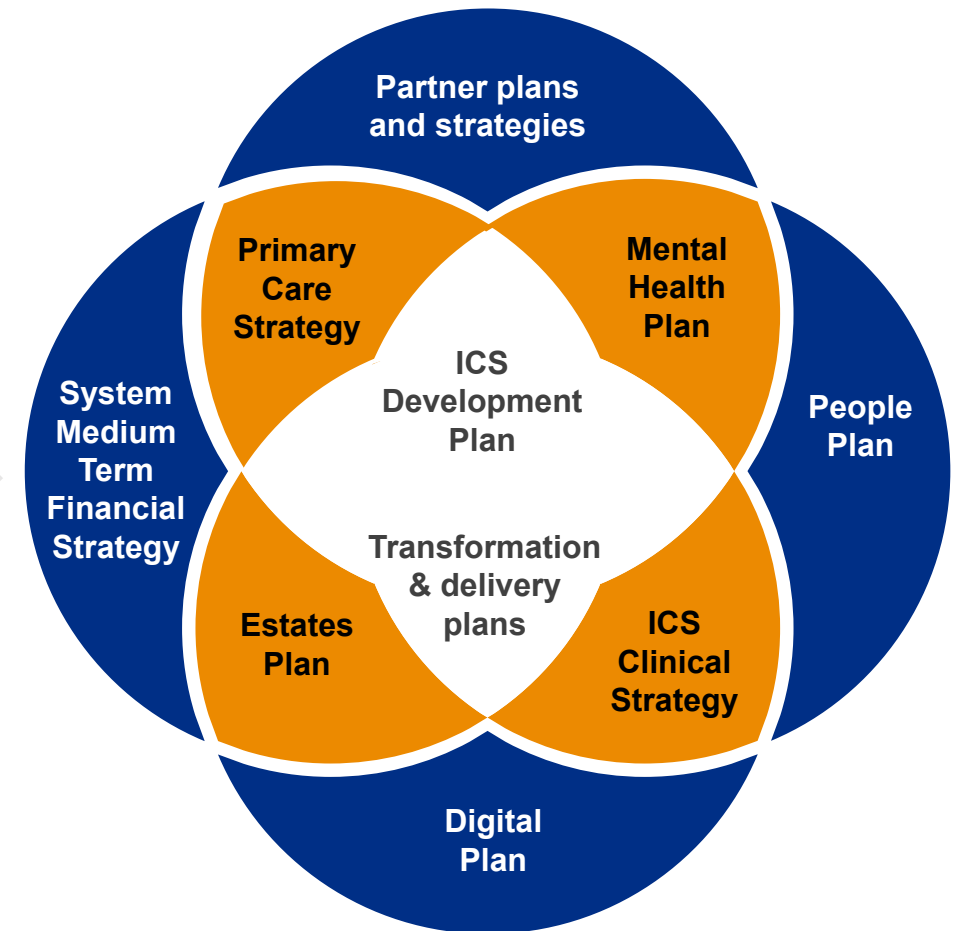 Partner plans
and strategies
Primary
Care
Strategy
Mental
Health
Plan
ICS
Development
Plan
System
Medium
Term
Financial
Strategy
People
Plan
Transformation
& delivery
plans
Estates
Plan
ICS
Clinical
Strategy
Digital
Plan